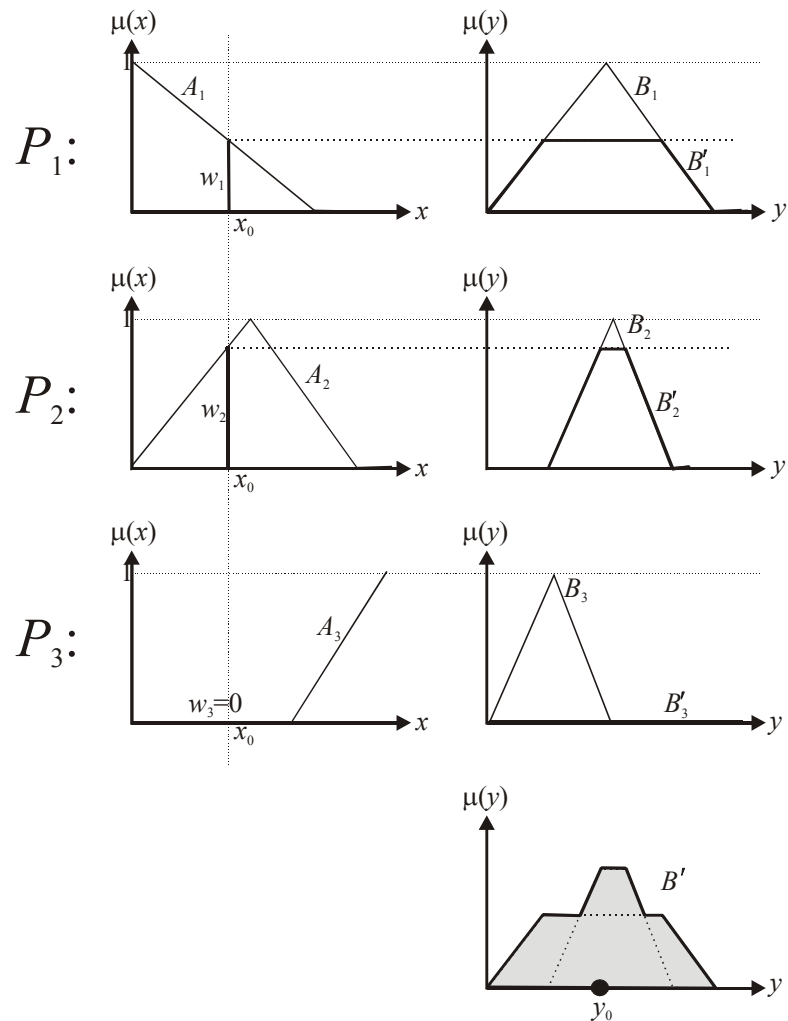 μ(x) μ(y)
1
A₁ B₁
P₁:
w₁ B′₁
x y
x₀
μ(x) μ(y)
1
B₂
A₂
P₂:
w₂ B′₂
x y
x₀
μ(x) μ(y)
1
B₃
A₃
P₃:
w₃=0 B′₃
x y
x₀
μ(y)
B′
y
y₀